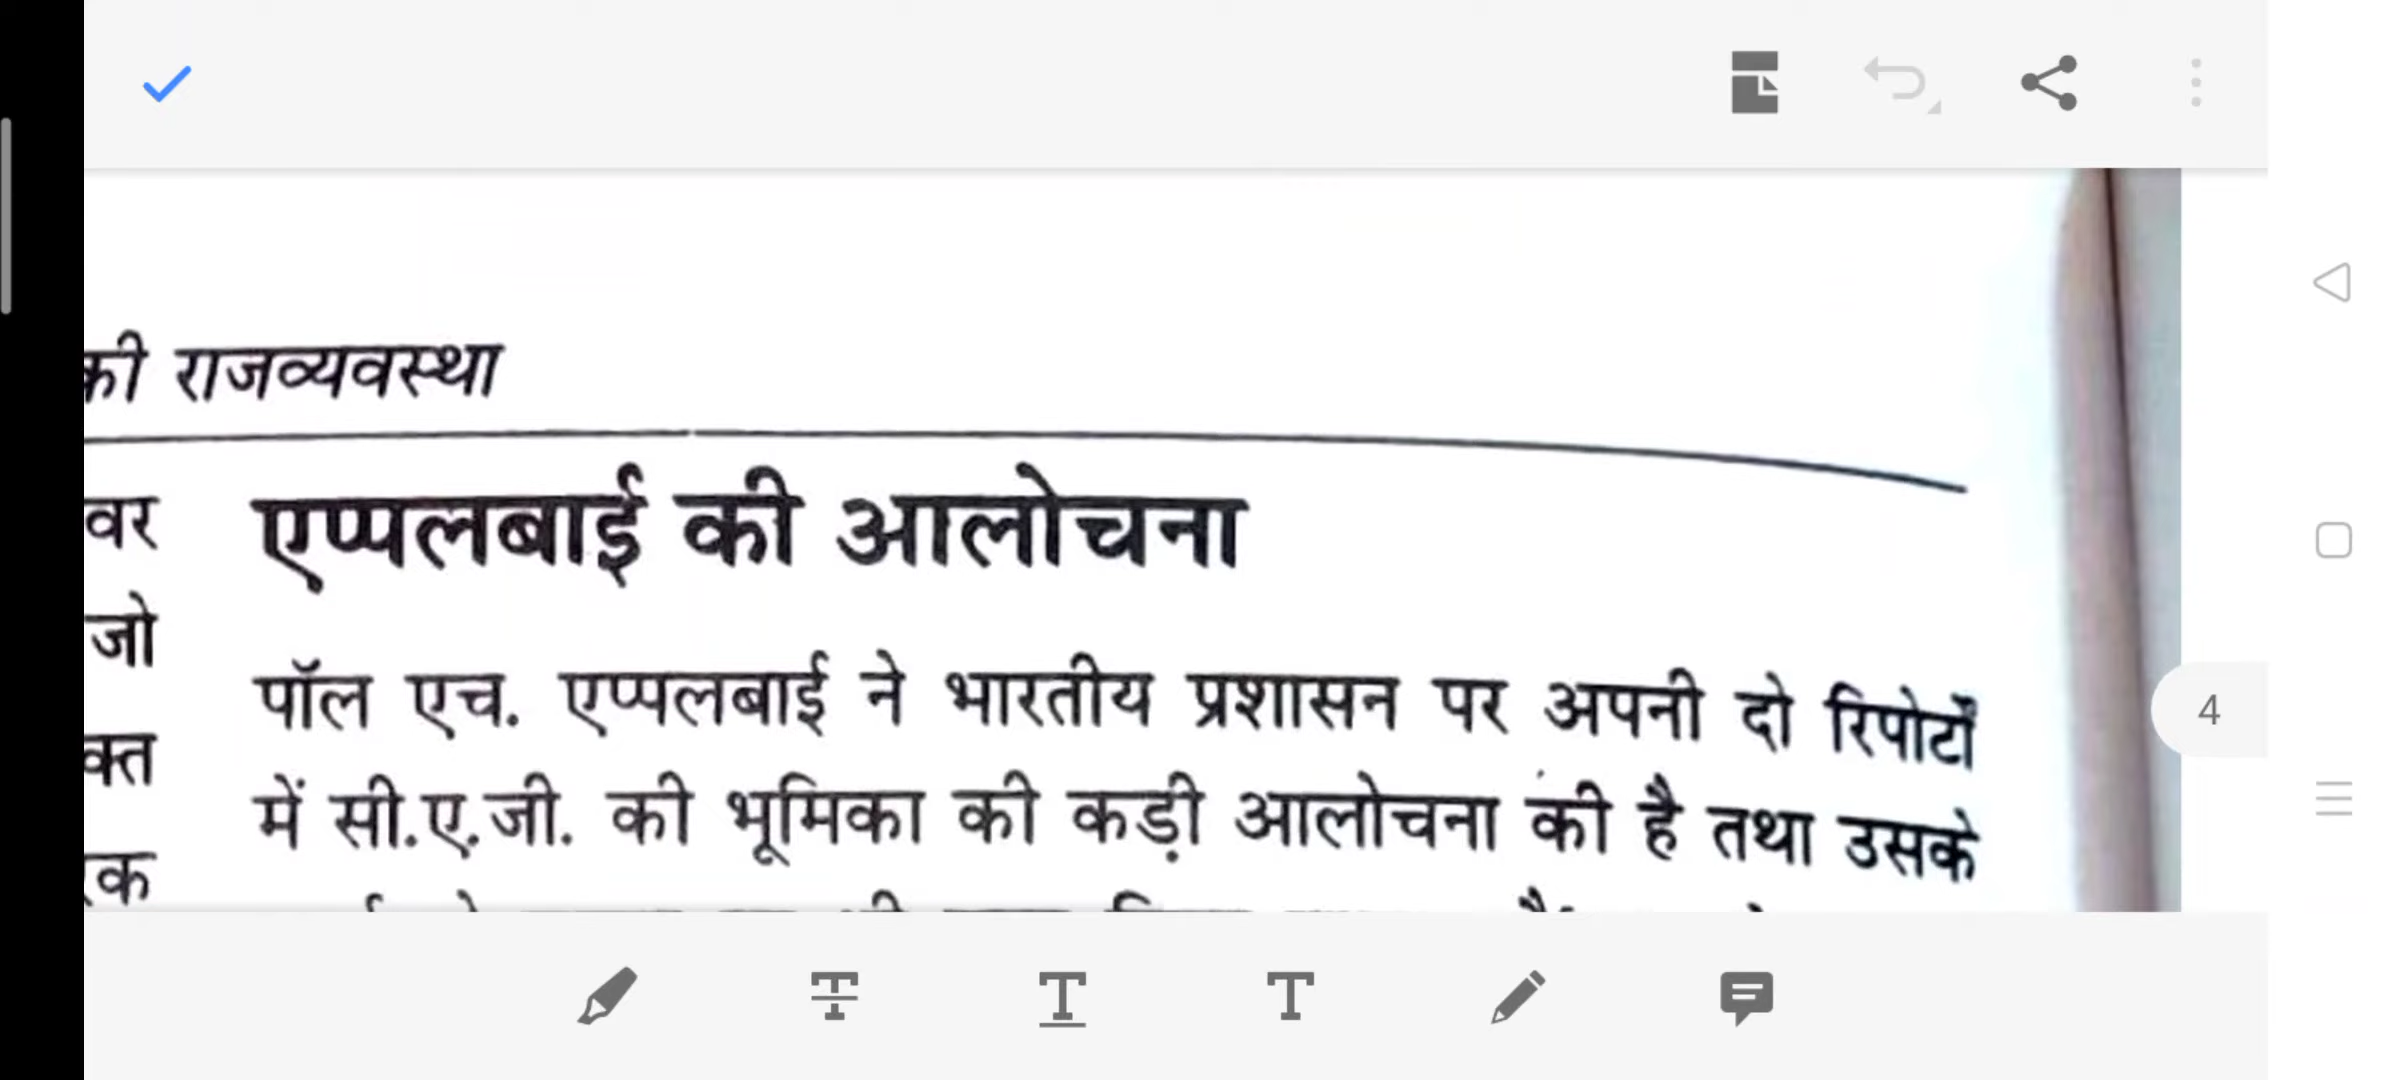 की राजव्यवस्था
वर
एप्पलबाई की आलोचना
जो
पॉल एच. एप्पलबाई ने भारतीय प्रशासन पर अपनी दो रिपोर्टों
4
क्त
में सी.ए.जी. की भूमिका की कड़ी आलोचना की है तथा उसके